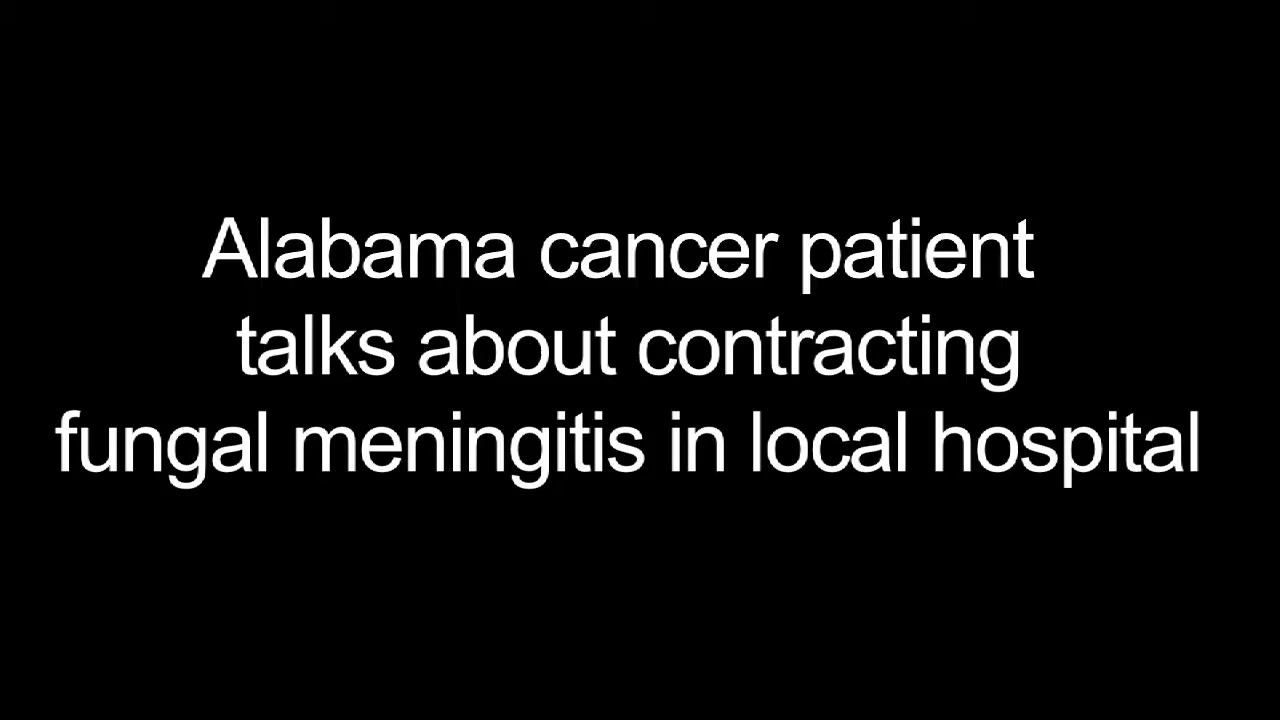 Alabama cancer patient
talks about contracting
fungal meningitis in local hospital